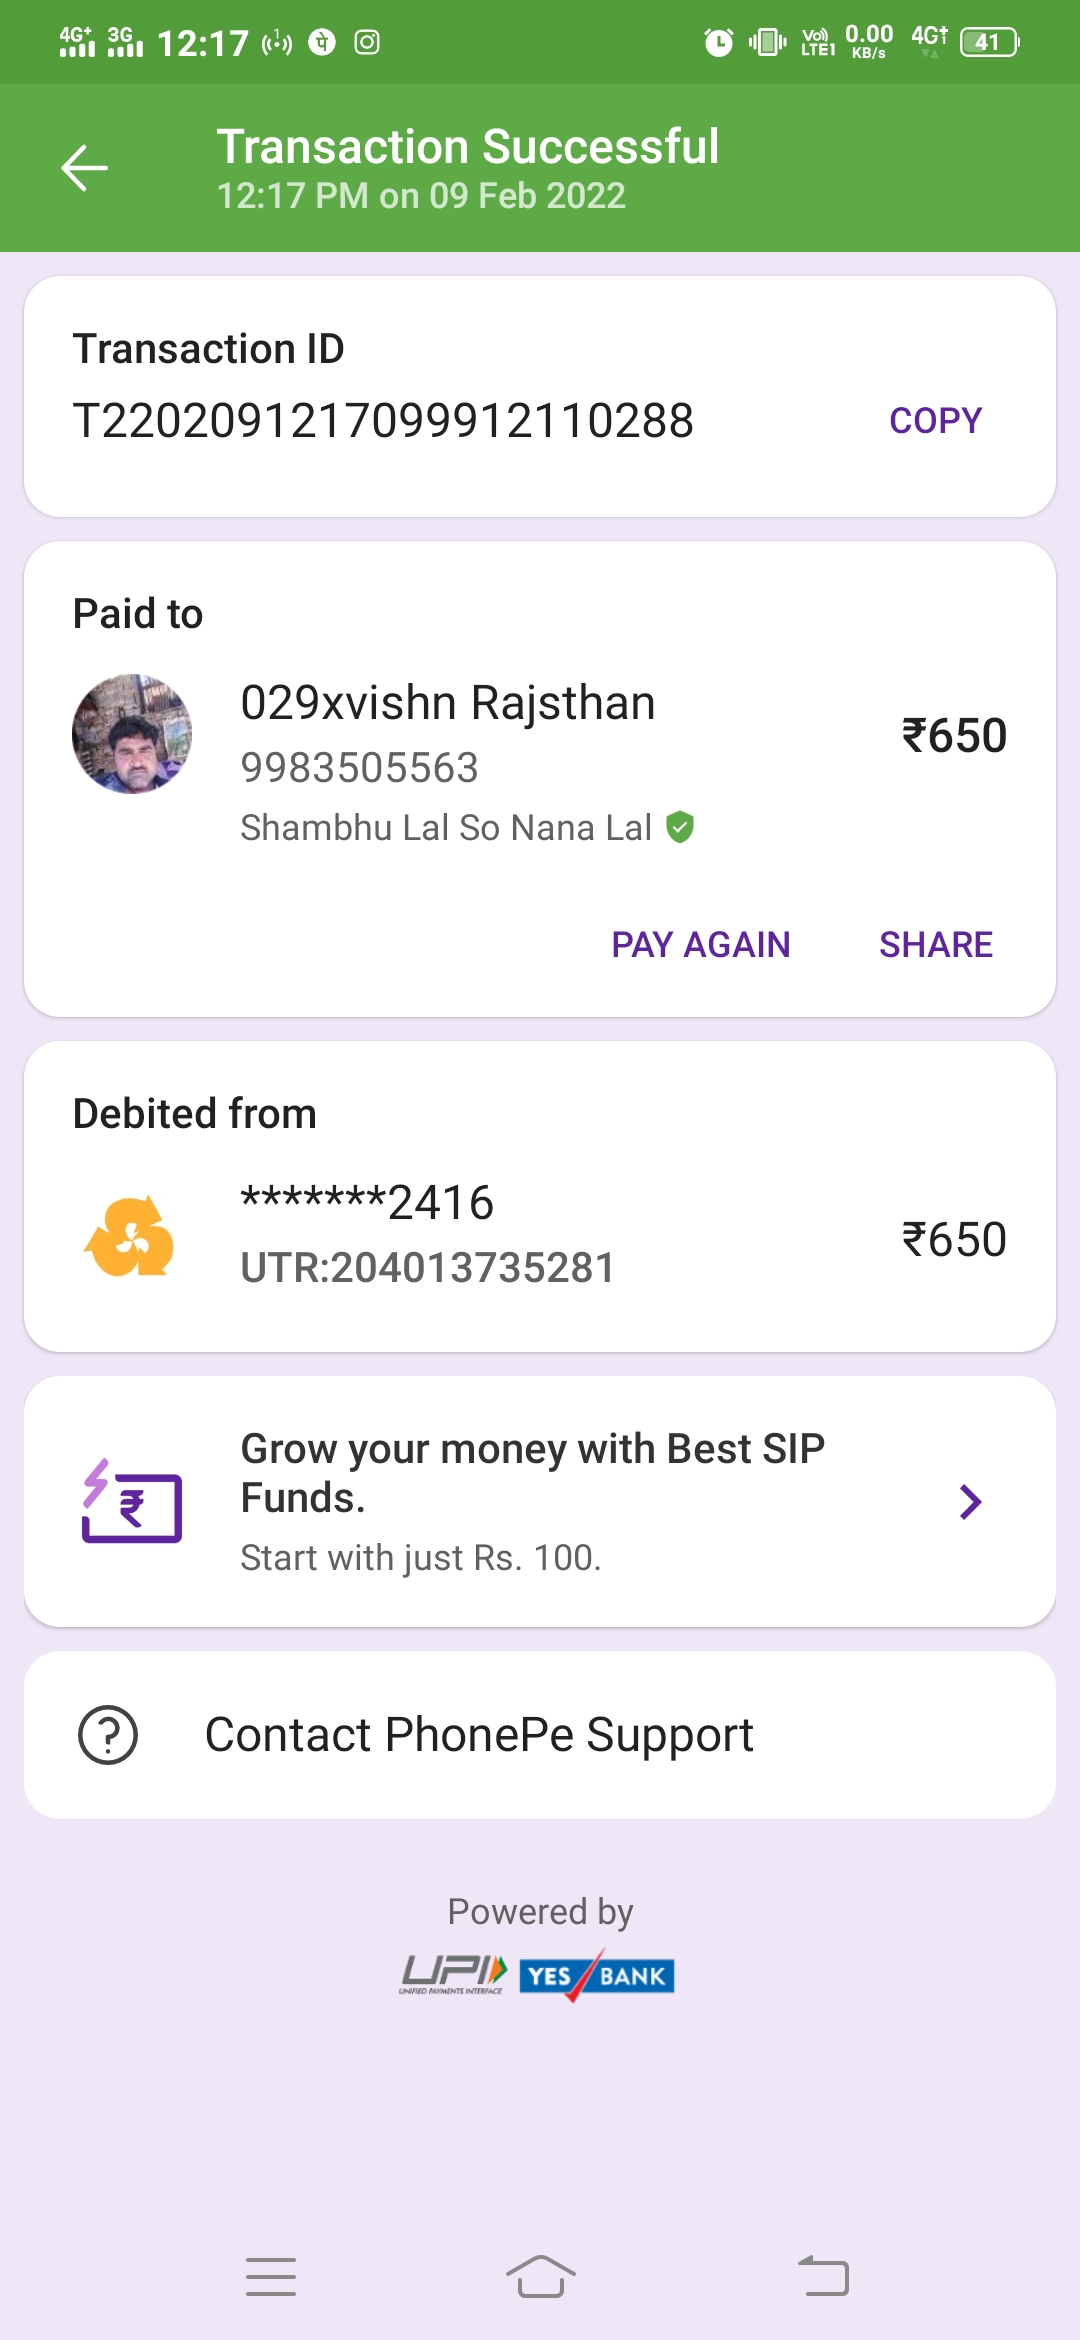 4G+ 3G 12:17 1 पे VoD LTE1 0.00 KB/s 4G+ 1 41
Transaction Successful
12:17 PM on 09 Feb 2022
Transaction ID
T2202091217099912110288 COPY
Paid to
029xvishn Rajsthan
9983505563
₹650
Shambhu Lal So Nana Lal
PAY AGAIN SHARE
Debited from
*******2416
UTR:204013735281
₹650
Grow your money with Best SIP
Funds.
Start with just Rs. 100.
Contact PhonePe Support
Powered by
UPI YES BANK
UNIFIED PAYMENTS INTERFACE